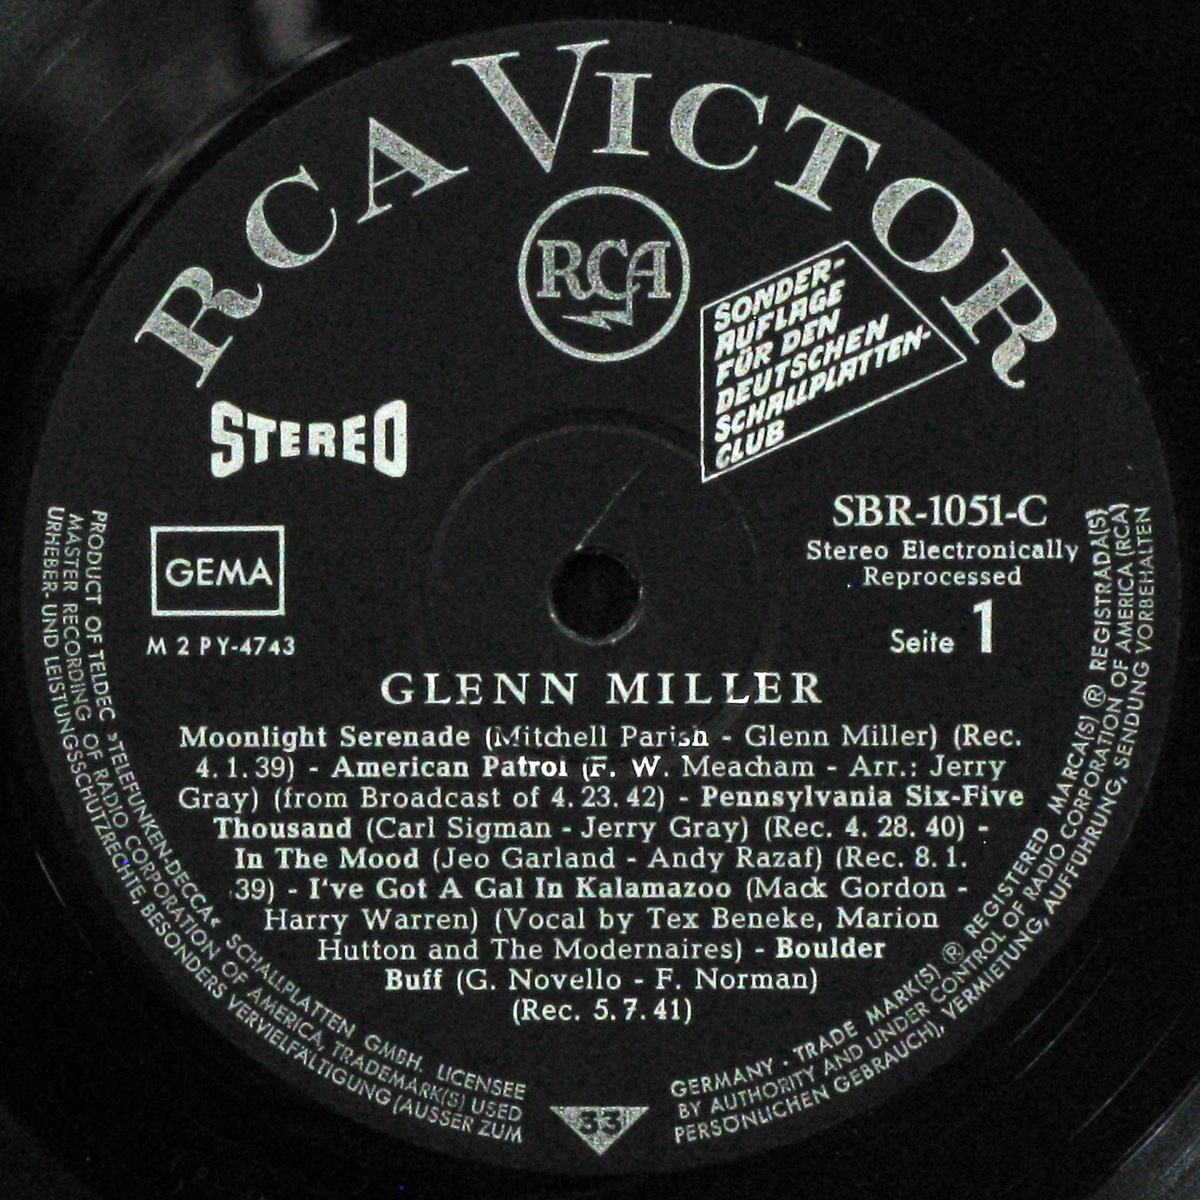 RCA VICTOR
RCA
SONDER-
AUFLAGE
FÜR DEN
DEUTSCHEN
SCHALLPLATTEN-
CLUB
STEREO
SBR-1051-C
Stereo Electronically
Reprocessed
GEMA
M 2 PY-4743
Seite 1
GLENN MILLER
Moonlight Serenade (Mitchell Parish - Glenn Miller) (Rec.
4. 1. 39) - American Patrol (F. W. Meacham - Arr.: Jerry
Gray) (from Broadcast of 4. 23. 42) - Pennsylvania Six-Five
Thousand (Carl Sigman - Jerry Gray) (Rec. 4. 28. 40) -
In The Mood (Jeo Garland - Andy Razaf) (Rec. 8. 1.
39) - I've Got A Gal In Kalamazoo (Mack Gordon -
Harry Warren) (Vocal by Tex Beneke, Marion
Hutton and The Modernaires) - Boulder
Buff (G. Novello - F. Norman)
(Rec. 5. 7. 41)
PRODUCT OF TELDEC »TELEFUNKEN-DECCA« SCHALLPLATTEN GMBH. LICENSEE
MASTER RECORDING OF RADIO CORPORATION OF AMERICA, TRADEMARK(S) USED
URHEBER- UND LEISTUNGSSCHUTZRECHTE, BESONDERS VERVIELFÄLTIGUNG (AUSSER ZUM
33
GERMANY · TRADE MARK(S) ® REGISTERED MARCA(S) ® REGISTRADA(S)
BY AUTHORITY AND UNDER CONTROL OF RADIO CORPORATION OF AMERICA (RCA)
PERSÖNLICHEN GEBRAUCH), VERMIETUNG, AUFFÜHRUNG, SENDUNG VORBEHALTEN